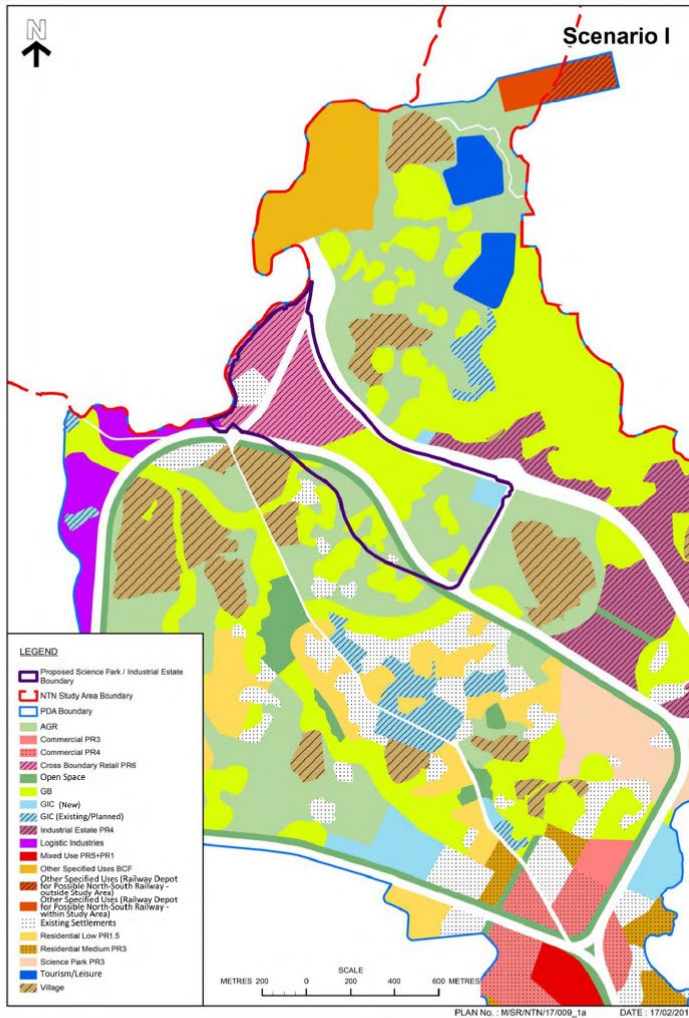 N
Scenario I
LEGEND
Proposed Science Park / Industrial Estate
Boundary
NTN Study Area Boundary
PDA Boundary
AGR
Commercial PR3
Commercial PR4
Cross Boundary Retail PR6
Open Space
GB
GIC (New)
GIC (Existing/Planned)
Industrial Estate PR4
Logistic Industries
Mixed Use PR5+PR1
Other Specified Uses BCF
Other Specified Uses (Railway Depot
for Possible North-South Railway -
outside Study Area)
Other Specified Uses (Railway Depot
for Possible North-South Railway -
within Study Area)
Existing Settlements
Residential Low PR1.5
Residential Medium PR3
Science Park PR3
Tourism/Leisure
Village
SCALE
METRES 200 0 200 400 600 METRES
PLAN No. : M/SR/NTN/17/009_1a DATE : 17/02/201